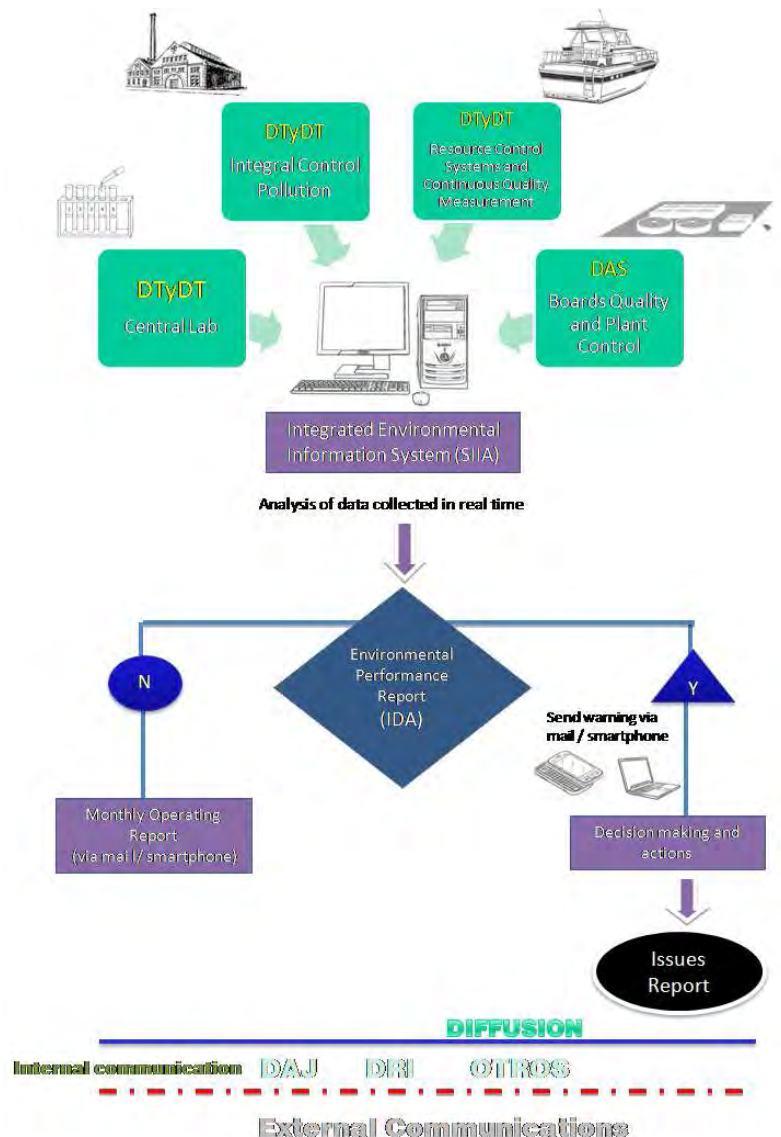 DTyDT
Integral Control
Pollution
DTyDT
Resource Control
Systems and
Continuous Quality
Measurement
DTyDT
Central Lab
DAS
Boards Quality
and Plant
Control
Integrated Environmental
Information System (SIIA)
Analysis of data collected in real time
Environmental
Performance
Report
(IDA)
N
Y
Send warning via
mail / smartphone
Monthly Operating
Report
(via mail/ smartphone)
Decision making and
actions
Issues
Report
DIFFUSION
Internal communication DAJ DRI OTROS
External Communications